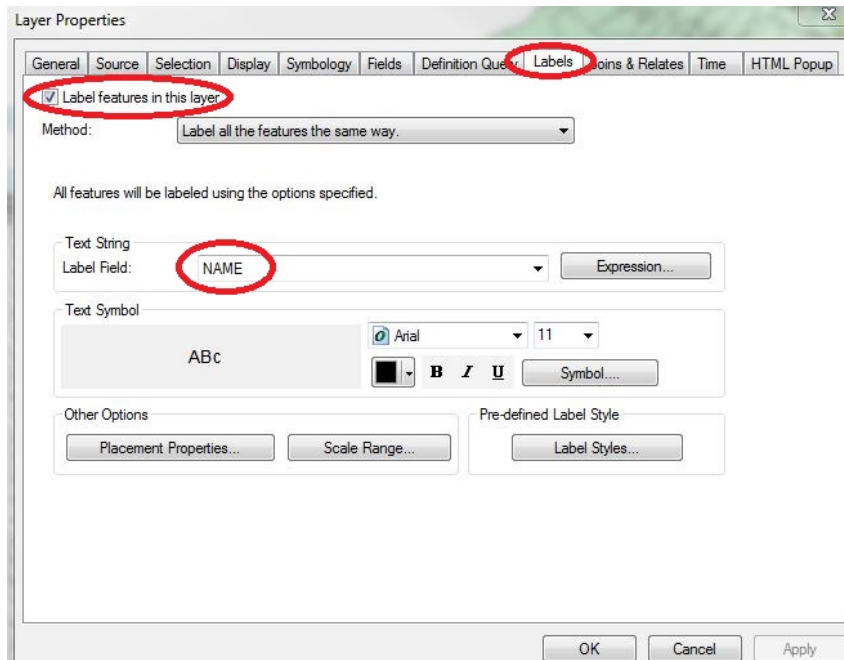 Layer Properties
General Source Selection Display Symbology Fields Definition Query Labels Joins & Relates Time HTML Popup
Label features in this layer
Method: Label all the features the same way.
All features will be labeled using the options specified.
Text String
Label Field: NAME Expression...
Text Symbol
ABc
Arial 11
B I U Symbol....
Other Options Pre-defined Label Style
Placement Properties... Scale Range... Label Styles...
OK Cancel Apply